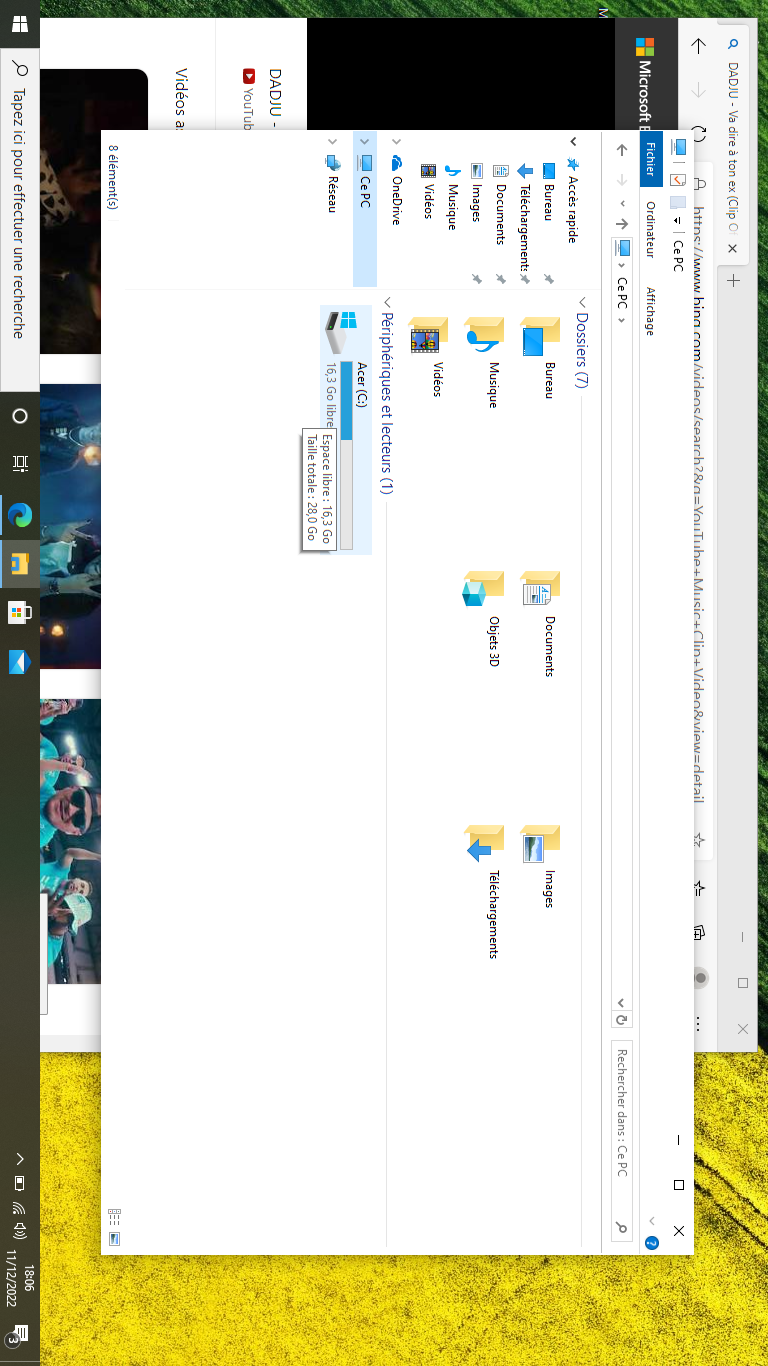 DADJU - Va dire à ton ex (Clip O
https://www.bing.com/videos/search?&q=YouTube+Music+Clip+Video&view=detail
Microsoft B
DADJU -
YouTub
Vidéos a
Ce PC
Fichier
Ordinateur
Affichage
Ce PC
Rechercher dans : Ce PC
Accès rapide
Bureau
Téléchargements
Documents
Images
Musique
Vidéos
OneDrive
Ce PC
Réseau
Dossiers (7)
Bureau
Documents
Images
Musique
Objets 3D
Téléchargements
Vidéos
Périphériques et lecteurs (1)
Acer (C:)
16,3 Go libre
Espace libre : 16,3 Go
Taille totale : 28,0 Go
8 élément(s)
Tapez ici pour effectuer une recherche
18:06
11/12/2022
3